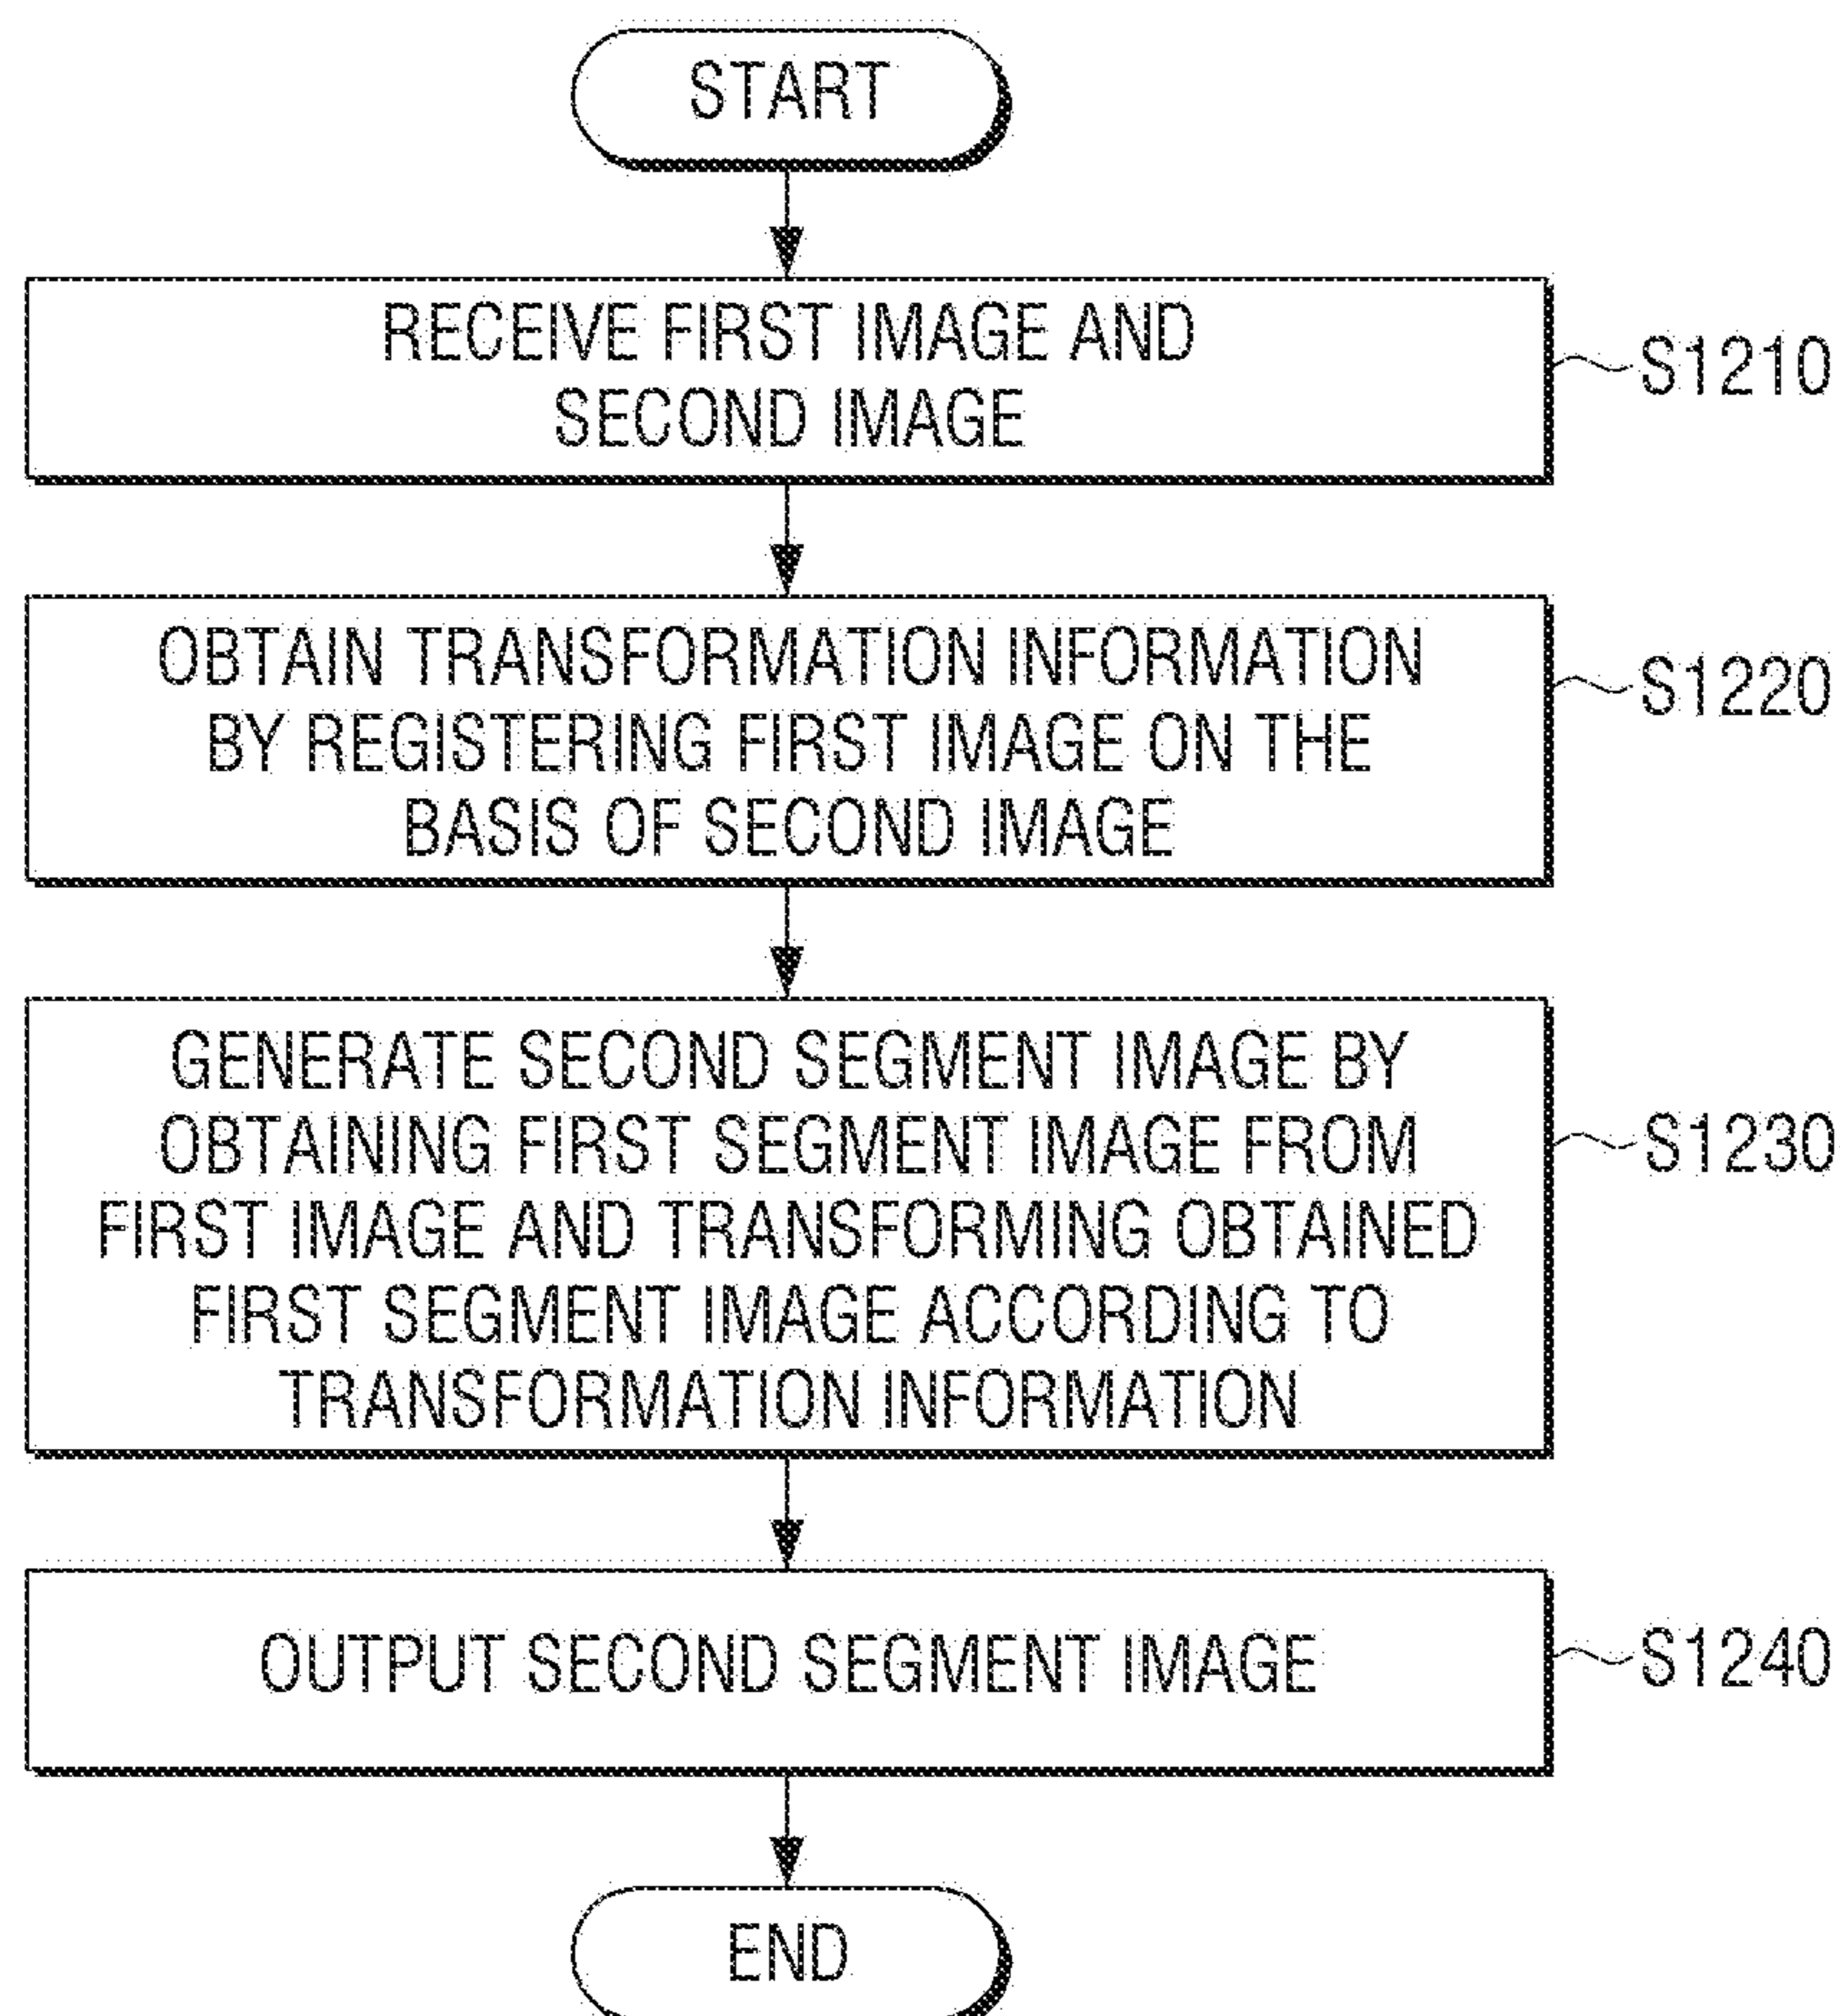 START
RECEIVE FIRST IMAGE AND
SECOND IMAGE
S1210
OBTAIN TRANSFORMATION INFORMATION
BY REGISTERING FIRST IMAGE ON THE
BASIS OF SECOND IMAGE
S1220
GENERATE SECOND SEGMENT IMAGE BY
OBTAINING FIRST SEGMENT IMAGE FROM
FIRST IMAGE AND TRANSFORMING OBTAINED
FIRST SEGMENT IMAGE ACCORDING TO
TRANSFORMATION INFORMATION
S1230
OUTPUT SECOND SEGMENT IMAGE
S1240
END